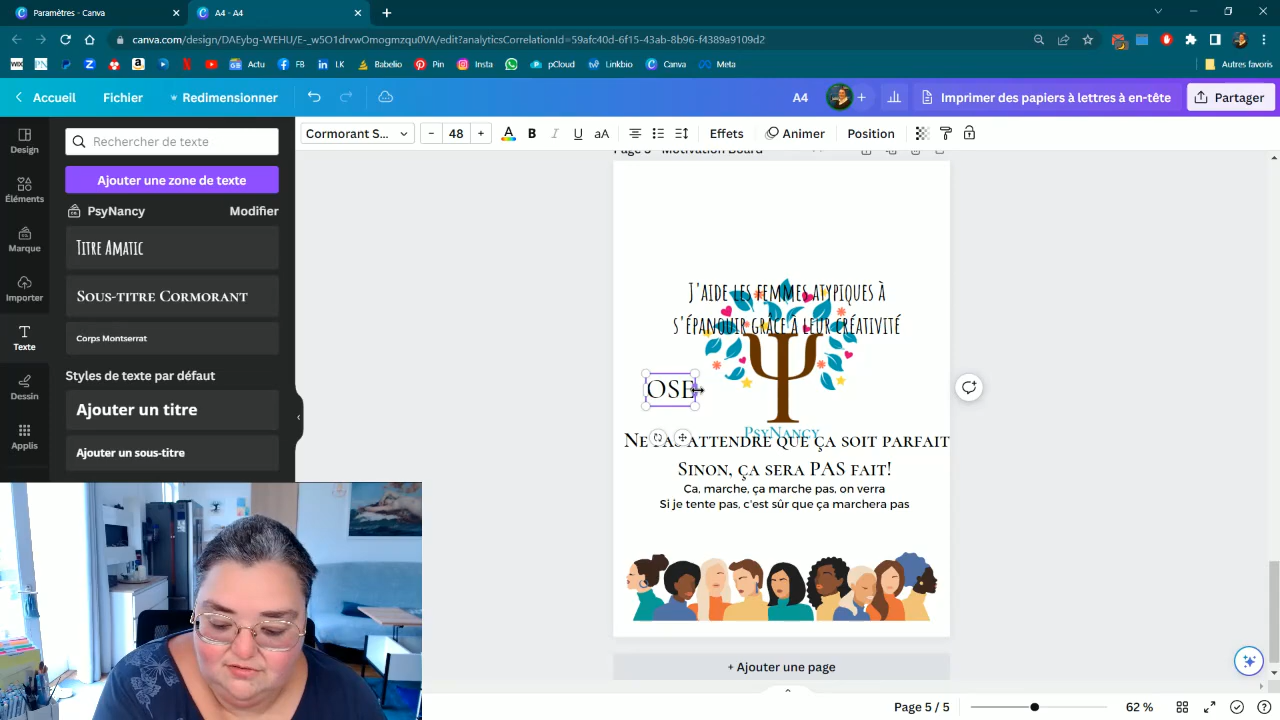 Paramètres - Canva
A4 - A4
canva.com/design/DAEybg-WEHU/E-_w5O1drvwOmogmzqu0VA/edit?analyticsCorrelationId=59afc40d-6f15-43ab-8b96-f4389a9109d2
WIX
Actu
FB
LK
Babelio
Pin
Insta
pCloud
Linkbio
Canva
Meta
Autres favoris
Accueil
Fichier
Redimensionner
A4
Imprimer des papiers à lettres à en-tête
Partager
Design
Éléments
Marque
Importer
Texte
Dessin
Applis
Rechercher de texte
Ajouter une zone de texte
PsyNancy
Modifier
Titre Amatic
Sous-titre Cormorant
Corps Montserrat
Styles de texte par défaut
Ajouter un titre
Ajouter un sous-titre
Cormorant S...
48
A
B
I
U
aA
Effets
Animer
Position
Page 5 - Motivation Board
J'aide les femmes atypiques à
s'épanouir grâce à leur créativité
OSE
PsyNancy
Ne pas attendre que ça soit parfait
Sinon, ça sera PAS fait!
Ca, marche, ça marche pas, on verra
Si je tente pas, c'est sûr que ça marchera pas
+ Ajouter une page
Page 5 / 5
62 %